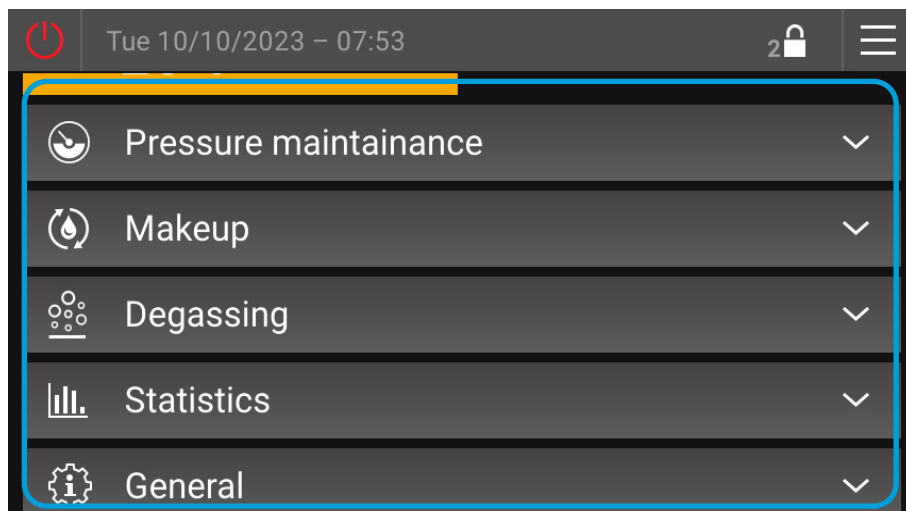 Tue 10/10/2023 – 07:53
2
Pressure maintainance
Makeup
Degassing
Statistics
General